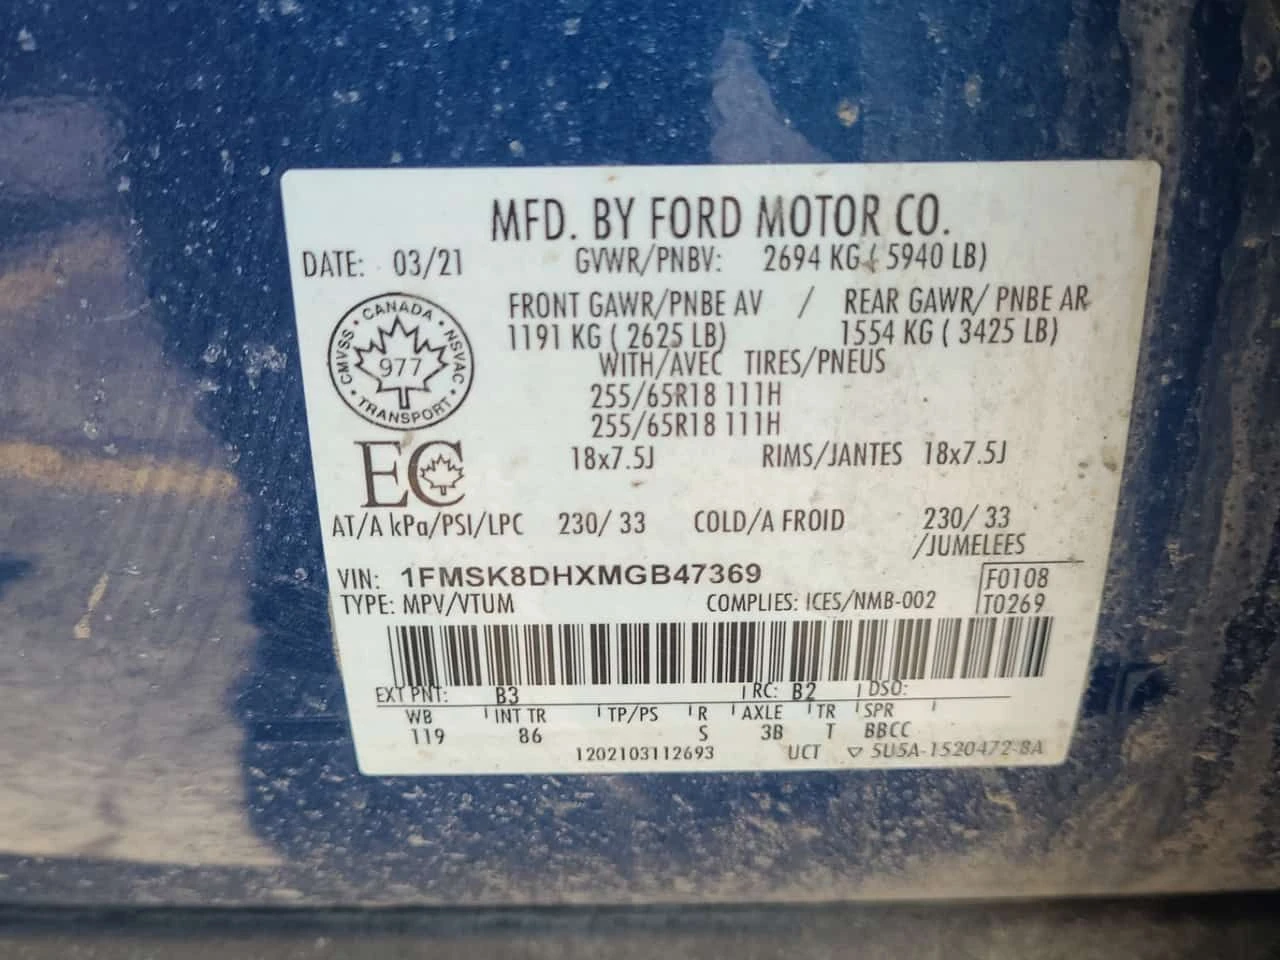 MFD. BY FORD MOTOR CO.
DATE: 03/21 GVWR/PNBV: 2694 KG ( 5940 LB)
FRONT GAWR/PNBE AV / REAR GAWR/ PNBE AR
1191 KG ( 2625 LB) 1554 KG ( 3425 LB)
WITH/AVEC TIRES/PNEUS
255/65R18 111H
255/65R18 111H
18x7.5J RIMS/JANTES 18x7.5J
CANADA
CMVSS NSVAC
977
TRANSPORT
EC
AT/A kPa/PSI/LPC 230/ 33 COLD/A FROID 230/ 33
/JUMELEES
VIN: 1FMSK8DHXMGB47369 F0108
TYPE: MPV/VTUM COMPLIES: ICES/NMB-002 T0269
EXT PNT: B3 RC: B2 DSO:
WB INT TR TP/PS R AXLE TR SPR
119 86 S 3B T BBCC
1202103112693 UCT ▽ 5U5A-1520472-8A